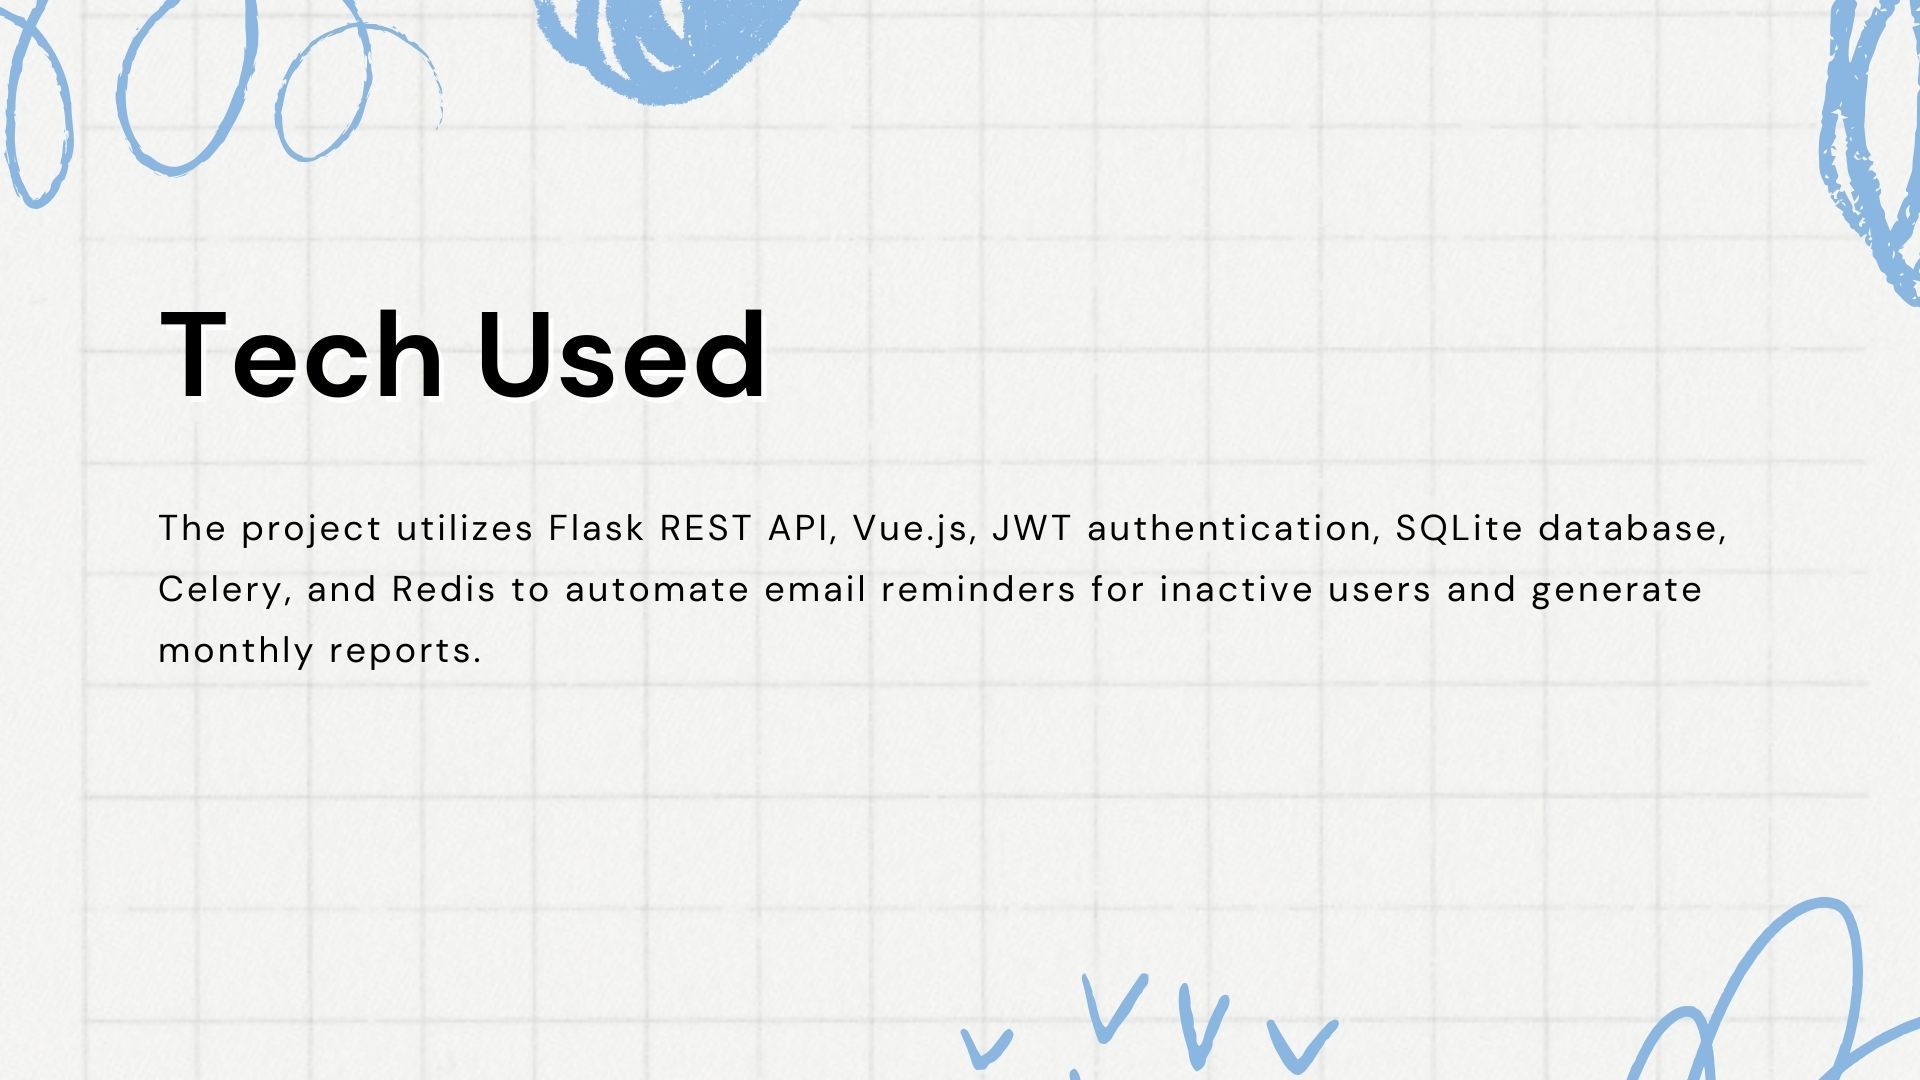 Tech Used
The project utilizes Flask REST API, Vue.js, JWT authentication, SQLite database,
Celery, and Redis to automate email reminders for inactive users and generate
monthly reports.